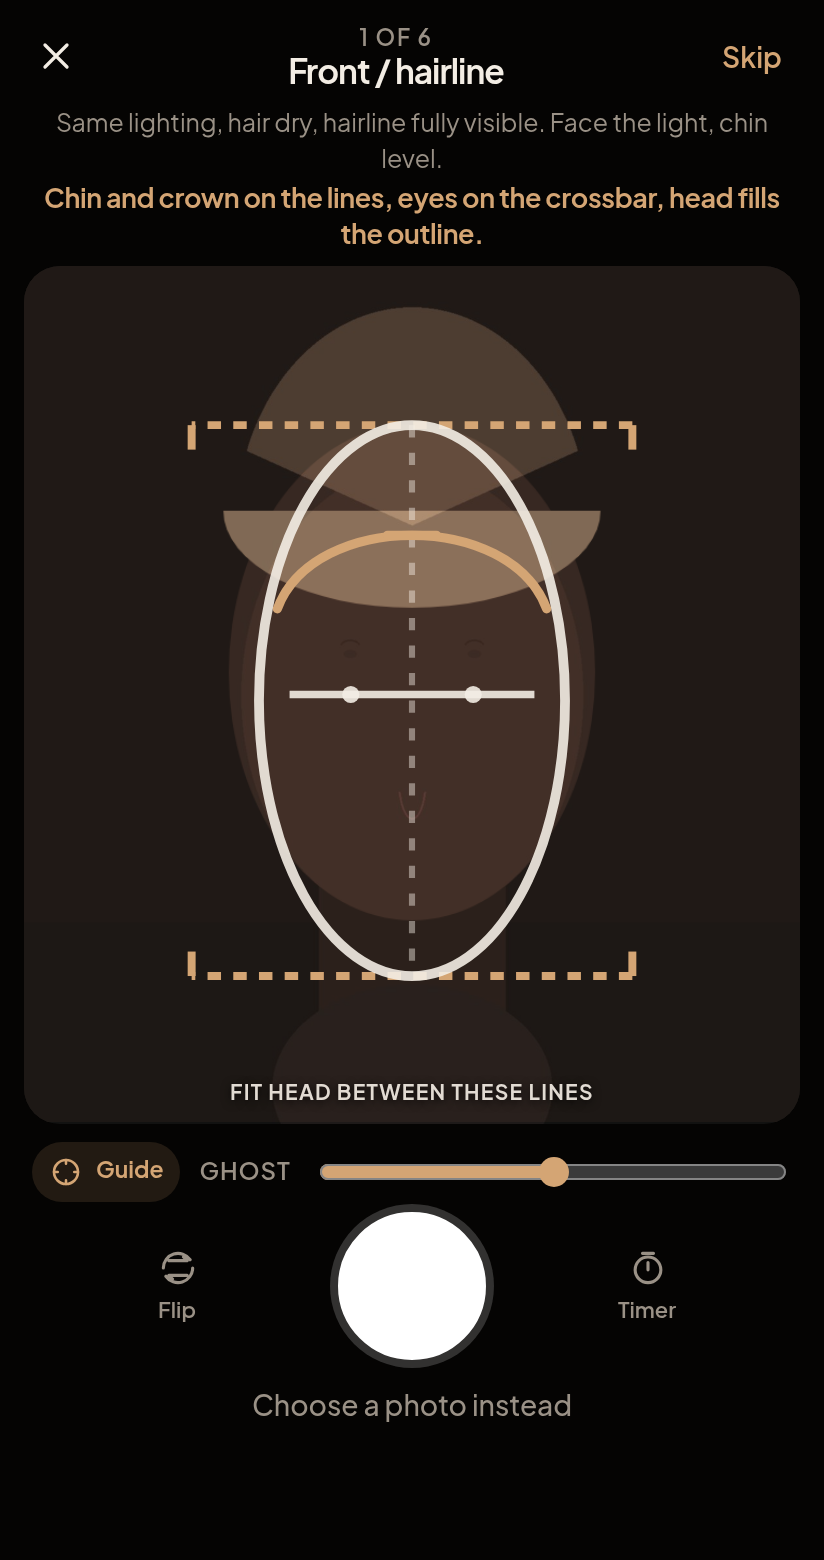 1 OF 6
Front / hairline
Skip
Same lighting, hair dry, hairline fully visible. Face the light, chin
level.
Chin and crown on the lines, eyes on the crossbar, head fills
the outline.
FIT HEAD BETWEEN THESE LINES
Guide
GHOST
Flip
Timer
Choose a photo instead